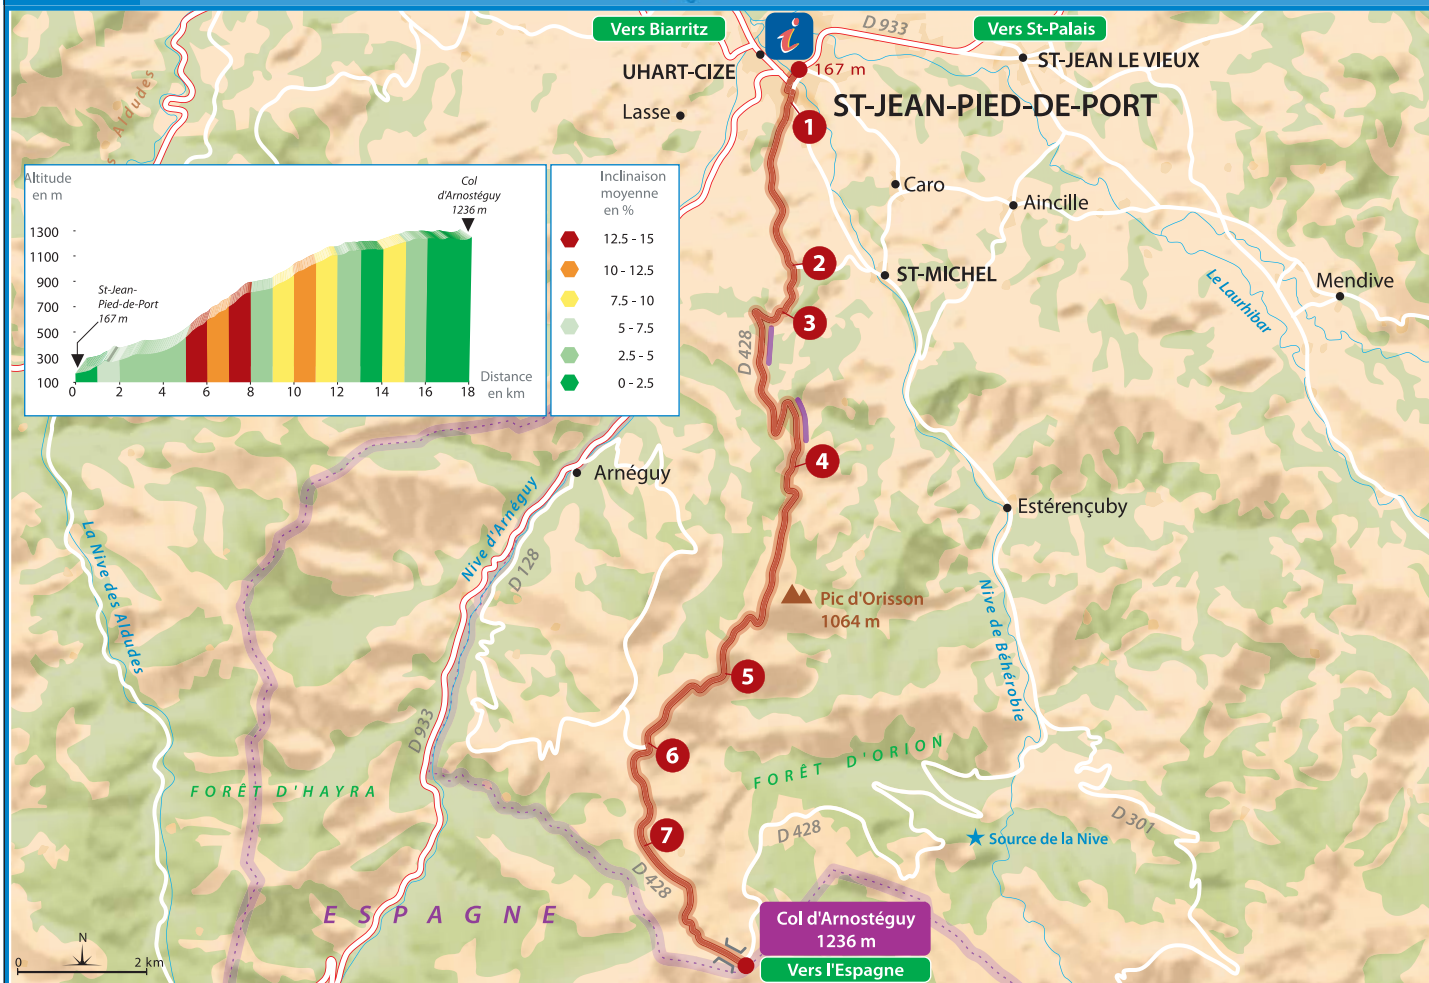 Vers Biarritz
i
D 933
Vers St-Palais
UHART-CIZE
167 m
ST-JEAN LE VIEUX
Lasse
ST-JEAN-PIED-DE-PORT
1
Aldudes
Altitude
en m
Col
d'Arnostéguy
1236 m
1300
1100
900
700
500
300
100
St-Jean-
Pied-de-Port
167 m
0 2 4 6 8 10 12 14 16 18
Distance
en km
Inclinaison
moyenne
en %
12.5 - 15
10 - 12.5
7.5 - 10
5 - 7.5
2.5 - 5
0 - 2.5
Caro
Aincille
2
ST-MICHEL
Le Laurhibar
Mendive
3
D 428
4
Arnéguy
Nive d'Arnéguy
D 128
Estérençuby
La Nive des Aldudes
Pic d'Orisson
1064 m
Nive de Béhérobie
5
D 933
6
FORÊT D'ORION
FORÊT D'HAYRA
7
D 428
D 301
Source de la Nive
D 428
ESPAGNE
Col d'Arnostéguy
1236 m
Vers l'Espagne
N
0 2 km